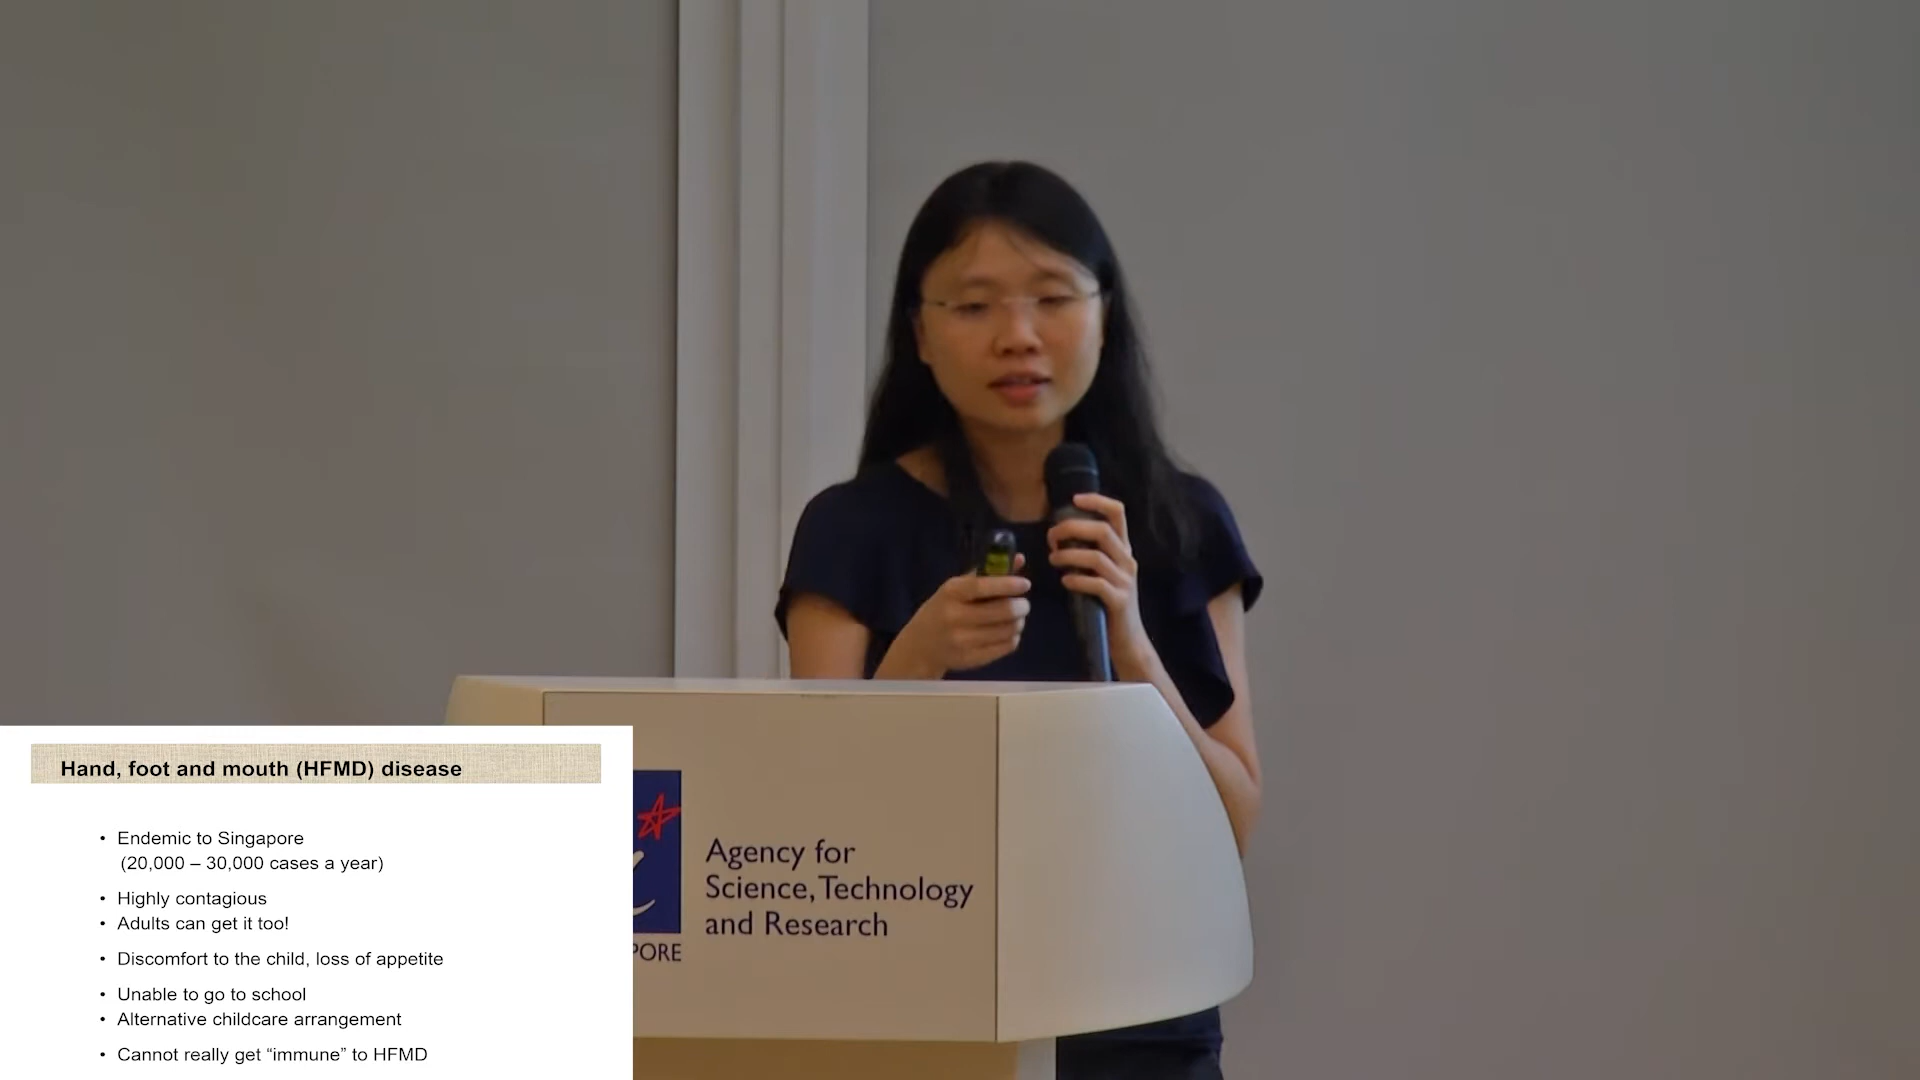 Hand, foot and mouth (HFMD) disease
• Endemic to Singapore
(20,000 – 30,000 cases a year)
• Highly contagious
• Adults can get it too!
• Discomfort to the child, loss of appetite
• Unable to go to school
• Alternative childcare arrangement
• Cannot really get “immune” to HFMD
Agency for
Science, Technology
and Research
PORE